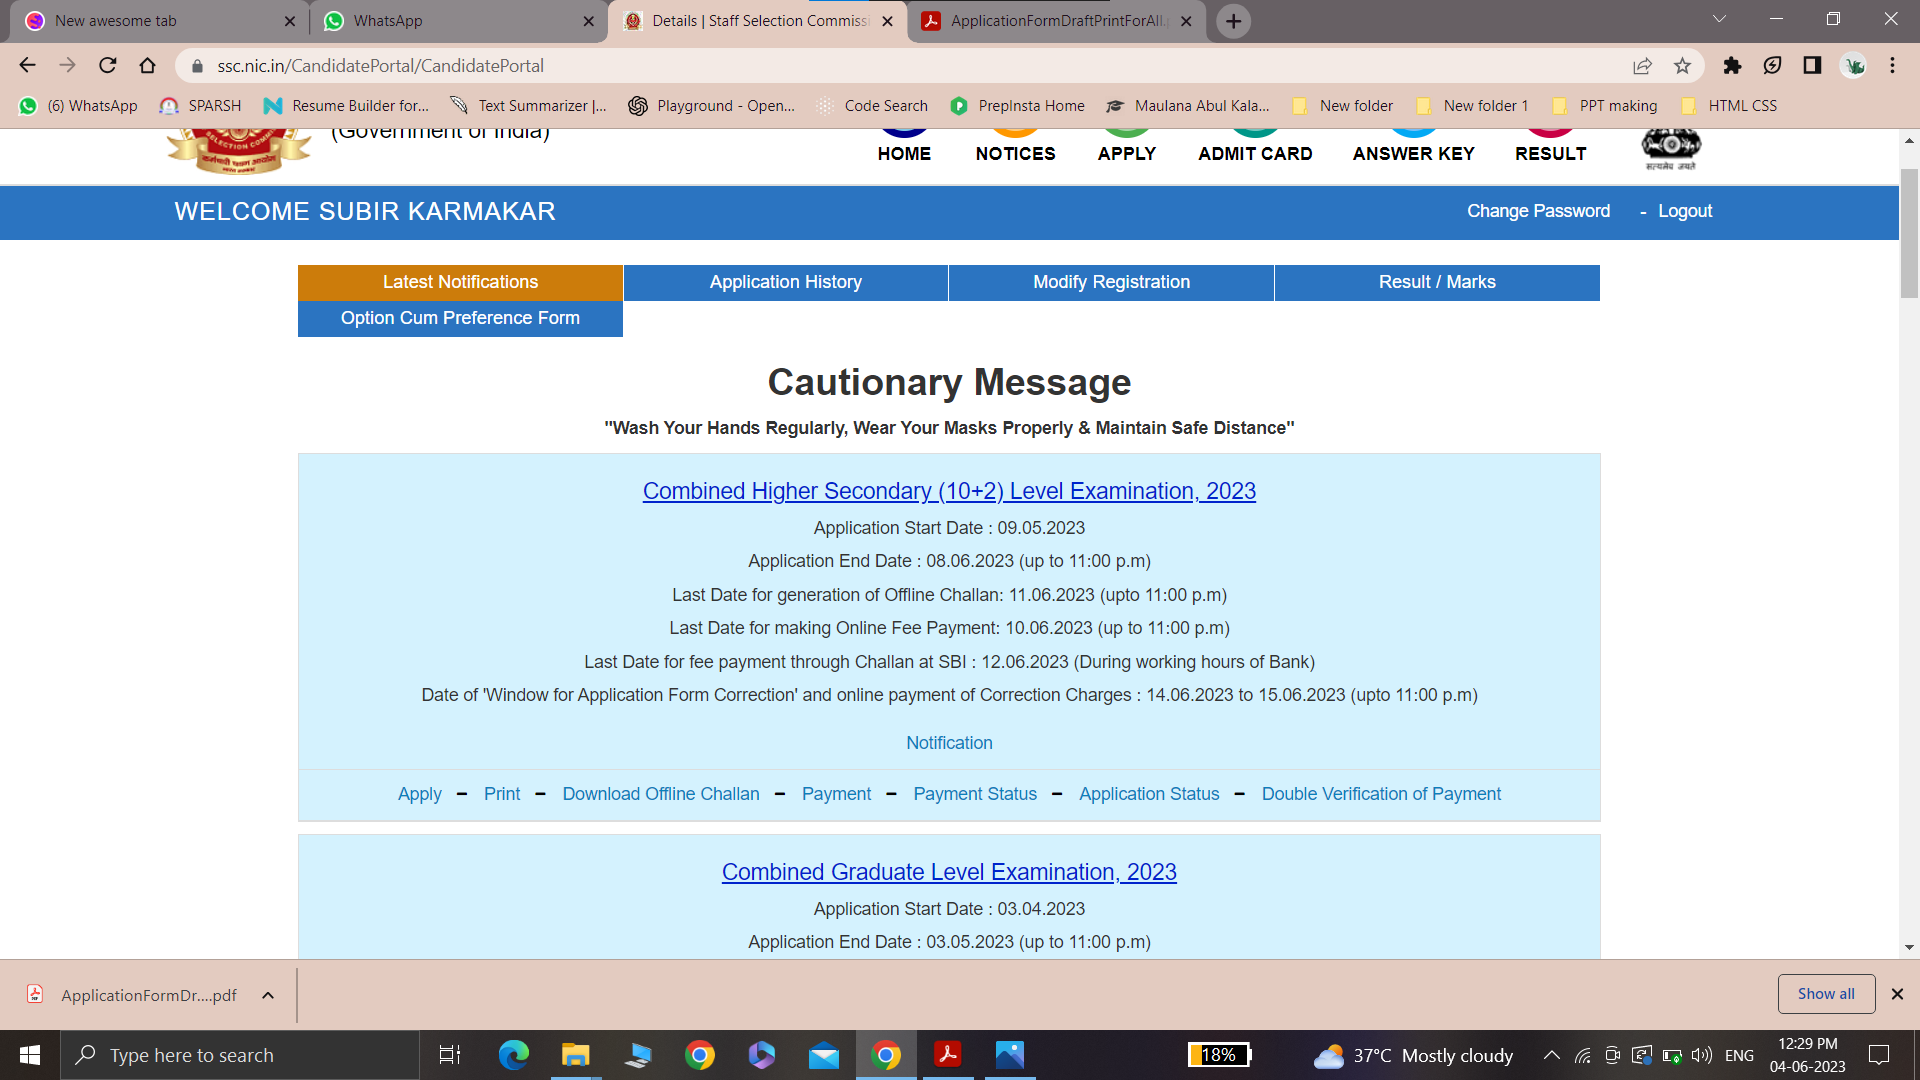 New awesome tab
WhatsApp
Details | Staff Selection Commissi
ApplicationFormDraftPrintForAll.
ssc.nic.in/CandidatePortal/CandidatePortal
(6) WhatsApp
SPARSH
Resume Builder for...
Text Summarizer |...
Playground - Open...
Code Search
PrepInsta Home
Maulana Abul Kala...
New folder
New folder 1
PPT making
HTML CSS
(Government of India)
HOME
NOTICES
APPLY
ADMIT CARD
ANSWER KEY
RESULT
कर्मचारी चयन आयोग
सत्यमेव जयते
WELCOME SUBIR KARMAKAR
Change Password - Logout
Latest Notifications
Application History
Modify Registration
Result / Marks
Option Cum Preference Form
Cautionary Message
"Wash Your Hands Regularly, Wear Your Masks Properly & Maintain Safe Distance"
Combined Higher Secondary (10+2) Level Examination, 2023
Application Start Date : 09.05.2023
Application End Date : 08.06.2023 (up to 11:00 p.m)
Last Date for generation of Offline Challan: 11.06.2023 (upto 11:00 p.m)
Last Date for making Online Fee Payment: 10.06.2023 (up to 11:00 p.m)
Last Date for fee payment through Challan at SBI : 12.06.2023 (During working hours of Bank)
Date of 'Window for Application Form Correction' and online payment of Correction Charges : 14.06.2023 to 15.06.2023 (upto 11:00 p.m)
Notification
Apply – Print – Download Offline Challan – Payment – Payment Status – Application Status – Double Verification of Payment
Combined Graduate Level Examination, 2023
Application Start Date : 03.04.2023
Application End Date : 03.05.2023 (up to 11:00 p.m)
ApplicationFormDr....pdf
Show all
Type here to search
18%
37°C Mostly cloudy
ENG
12:29 PM
04-06-2023